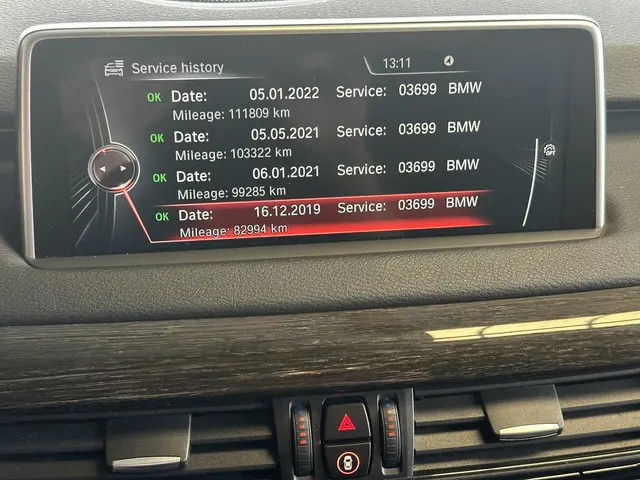 Service history 13:11
OK Date: 05.01.2022 Service: 03699 BMW
Mileage: 111809 km
OK Date: 05.05.2021 Service: 03699 BMW
Mileage: 103322 km
OK Date: 06.01.2021 Service: 03699 BMW
Mileage: 99285 km
OK Date: 16.12.2019 Service: 03699 BMW
Mileage: 82994 km
OPT